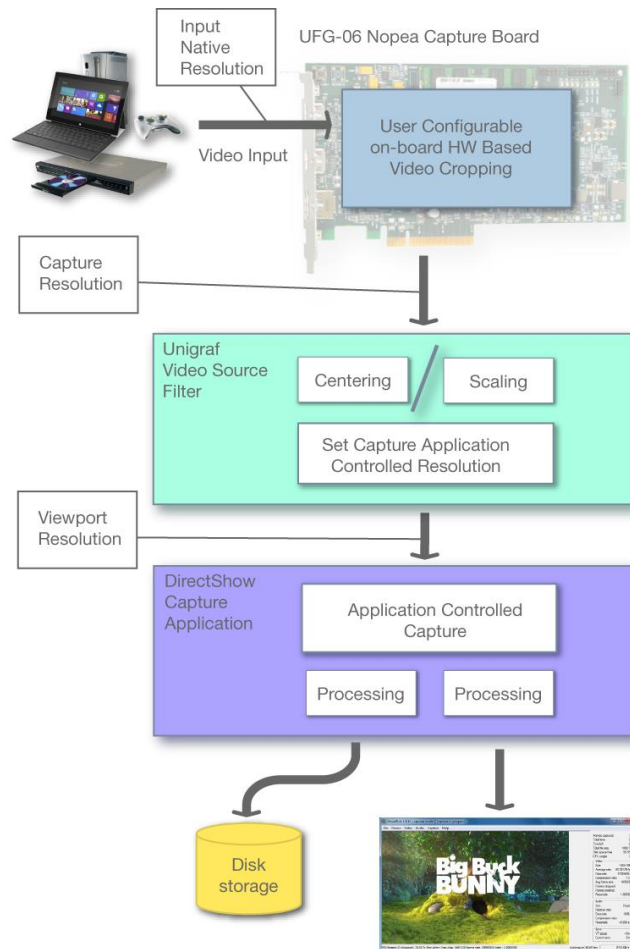 Input
Native
Resolution
UFG-06 Nopea Capture Board
Video Input
User Configurable
on-board HW Based
Video Cropping
Capture
Resolution
Unigraf
Video Source
Filter
Centering
Scaling
Set Capture Application
Controlled Resolution
Viewport
Resolution
DirectShow
Capture
Application
Application Controlled
Capture
Processing
Processing
Disk
storage
Big Buck
BUNNY